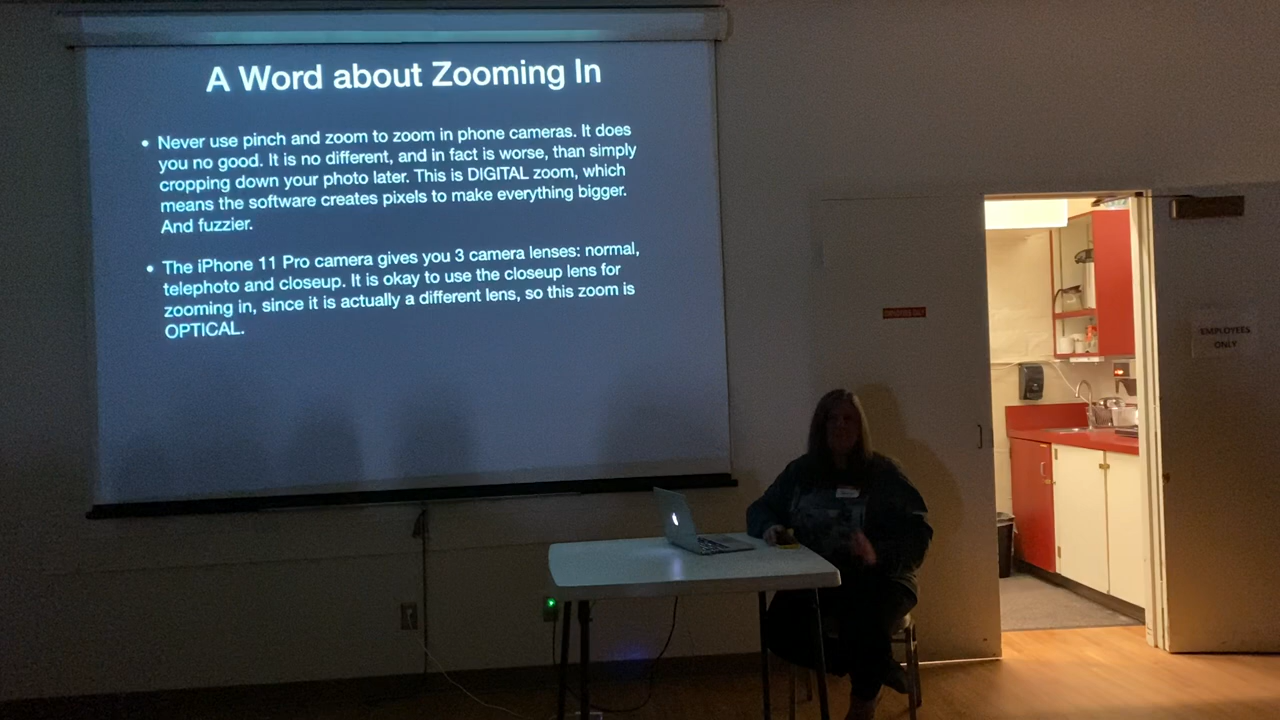 A Word about Zooming In
• Never use pinch and zoom to zoom in phone cameras. It does
you no good. It is no different, and in fact is worse, than simply
cropping down your photo later. This is DIGITAL zoom, which
means the software creates pixels to make everything bigger.
And fuzzier.
• The iPhone 11 Pro camera gives you 3 camera lenses: normal,
telephoto and closeup. It is okay to use the closeup lens for
zooming in, since it is actually a different lens, so this zoom is
OPTICAL.
EMPLOYEES
ONLY